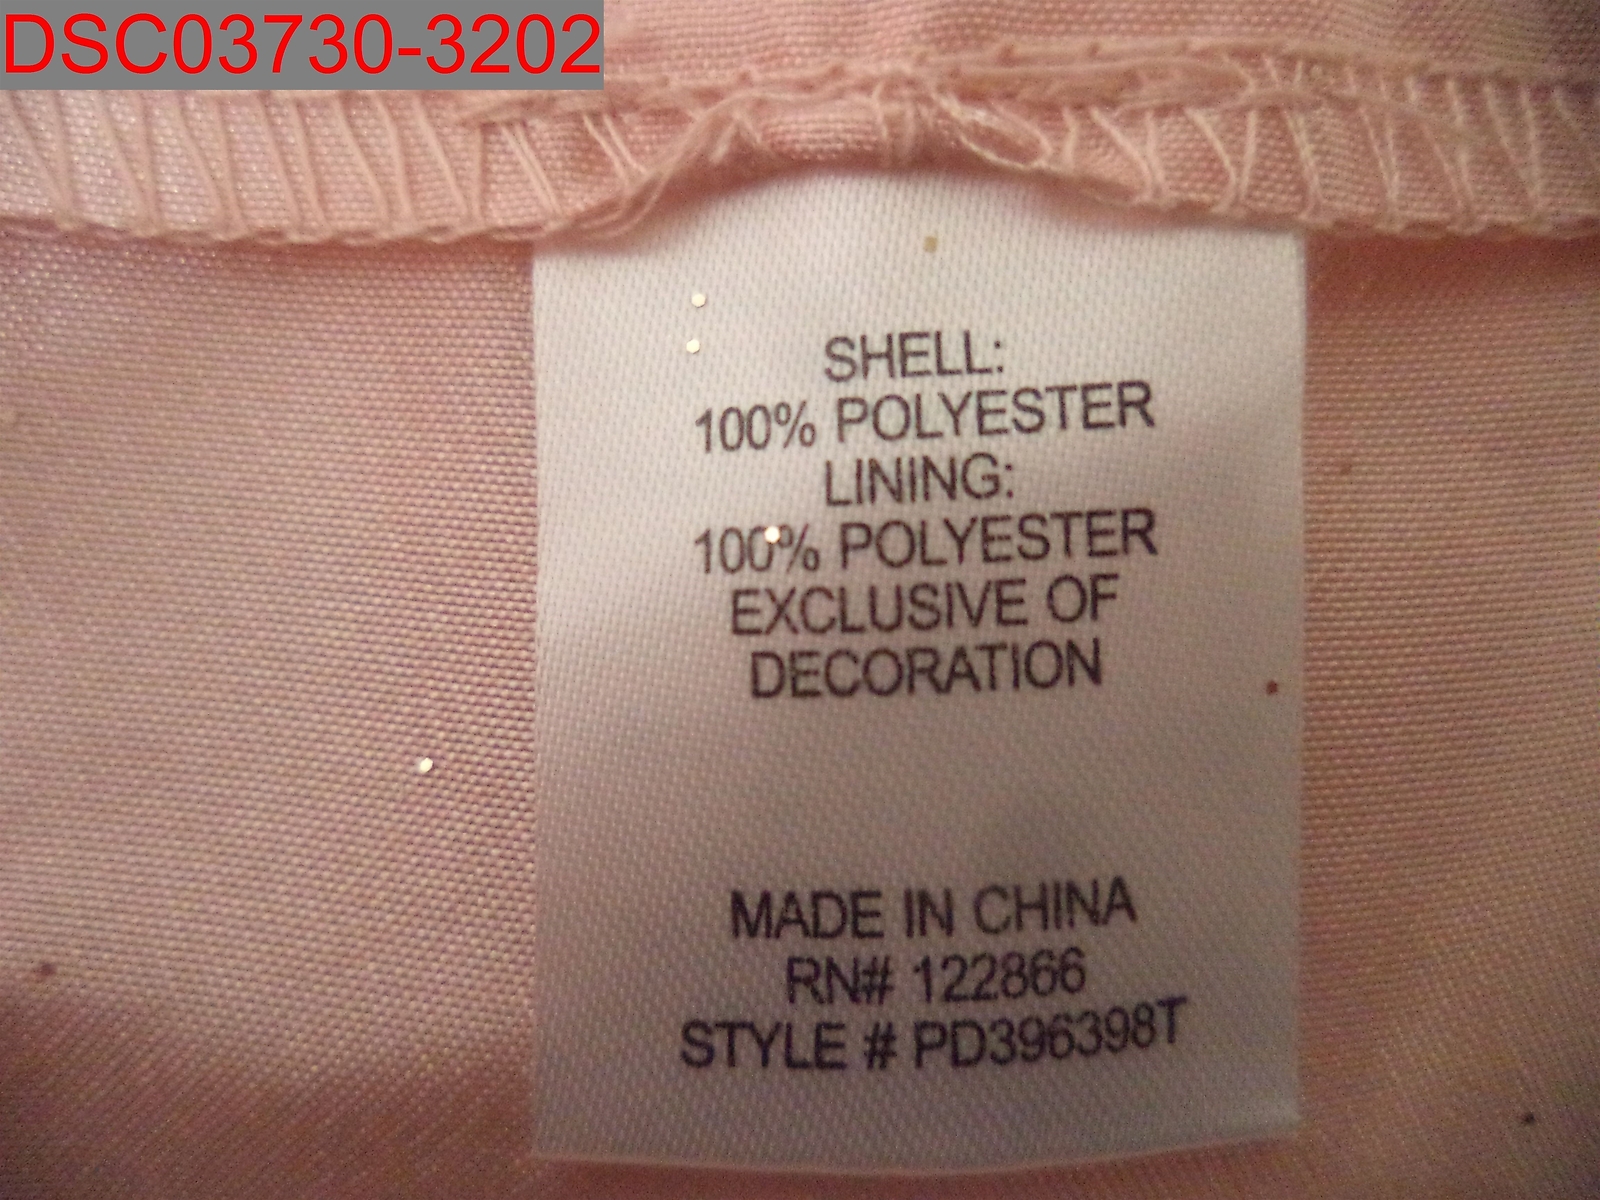 DSC03730-3202
SHELL:
100% POLYESTER
LINING:
100% POLYESTER
EXCLUSIVE OF
DECORATION
MADE IN CHINA
RN# 122866
STYLE # PD396398T